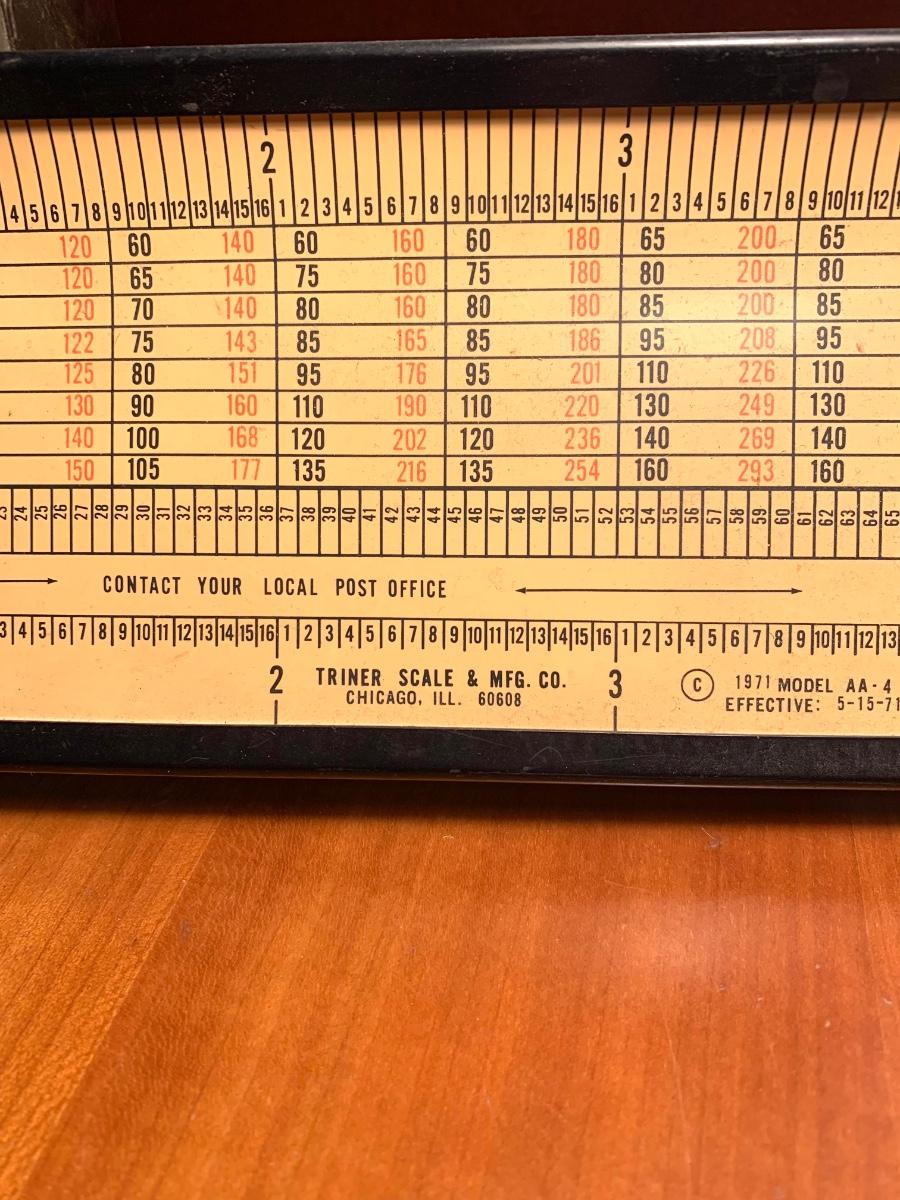 2 3
4 5 6 7 8 9 10 11 12 13 14 15 16 1 2 3 4 5 6 7 8 9 10 11 12 13 14 15 16 1 2 3 4 5 6 7 8 9 10 11 12
120 60 140 60 160 60 180 65 200 65
120 65 140 75 160 75 180 80 200 80
120 70 140 80 160 80 180 85 200 85
122 75 143 85 165 85 186 95 208 95
125 80 151 95 176 95 201 110 226 110
130 90 160 110 190 110 220 130 249 130
140 100 168 120 202 120 236 140 269 140
150 105 177 135 216 135 254 160 293 160
23 24 25 26 27 28 29 30 31 32 33 34 35 36 37 38 39 40 41 42 43 44 45 46 47 48 49 50 51 52 53 54 55 56 57 58 59 60 61 62 63 64 65
CONTACT YOUR LOCAL POST OFFICE
3 4 5 6 7 8 9 10 11 12 13 14 15 16 1 2 3 4 5 6 7 8 9 10 11 12 13 14 15 16 1 2 3 4 5 6 7 8 9 10 11 12 13
2 TRINER SCALE & MFG. CO. 3 © 1971 MODEL AA-4
CHICAGO, ILL. 60608 EFFECTIVE: 5-15-71